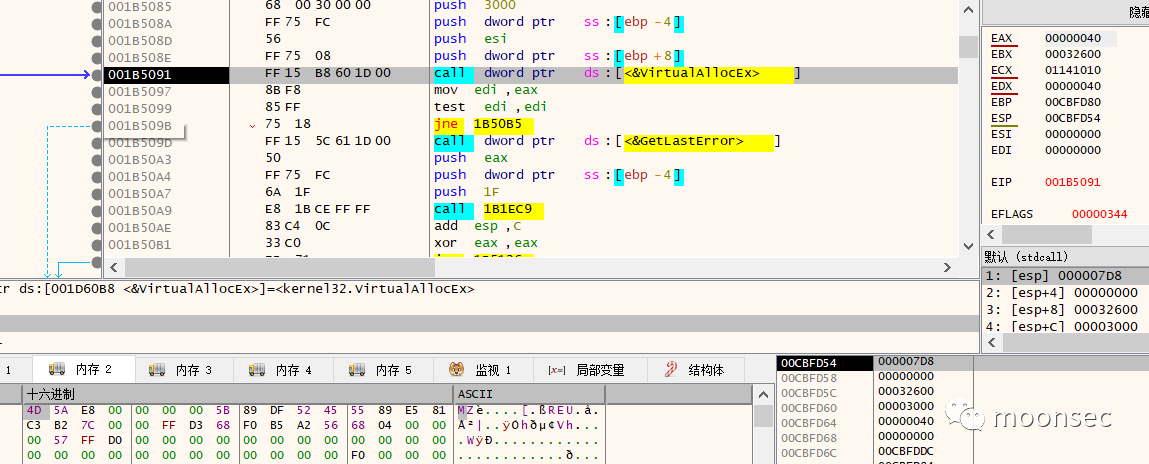 001B5085 68 00 30 00 00 push 3000
001B508A FF 75 FC push dword ptr ss:[ebp-4]
001B508D 56 push esi
001B508E FF 75 08 push dword ptr ss:[ebp+8]
001B5091 FF 15 B8 60 1D 00 call dword ptr ds:[<&VirtualAllocEx>]
001B5097 8B F8 mov edi,eax
001B5099 85 FF test edi,edi
001B509B 75 18 jne 1B50B5
001B509D FF 15 5C 61 1D 00 call dword ptr ds:[<&GetLastError>]
001B50A3 50 push eax
001B50A4 FF 75 FC push dword ptr ss:[ebp-4]
001B50A7 6A 1F push 1F
001B50A9 E8 1B CE FF FF call 1B1EC9
001B50AE 83 C4 0C add esp,C
001B50B1 33 C0 xor eax,eax
隐藏
EAX 00000040
EBX 00032600
ECX 01141010
EDX 00000040
EBP 00CBFD80
ESP 00CBFD54
ESI 00000000
EDI 00000000
EIP 001B5091
EFLAGS 00000344
默认 (stdcall)
1: [esp] 000007D8
2: [esp+4] 00000000
3: [esp+8] 00032600
4: [esp+C] 00003000
tr ds:[001D60B8 <&VirtualAllocEx>]=<kernel32.VirtualAllocEx>
1 内存 2 内存 3 内存 4 内存 5 监视 1 [x=] 局部变量 结构体
十六进制 ASCII
4D 5A E8 00 00 00 00 5B 89 DF 52 45 55 89 E5 81 MZè....[.ßREU.å.
C3 B2 7C 00 00 FF D3 68 F0 B5 A2 56 68 04 00 00 Ã²|..ÿÓhðµ¢Vh...
00 57 FF D0 00 00 00 00 00 00 00 00 00 00 00 00 .WÿÐ............
00 00 00 00 00 00 00 00 00 00 00 00 F0 00 00 00 ............ð...
00CBFD54 000007D8
00CBFD58 00000000
00CBFD5C 00032600
00CBFD60 00003000
00CBFD64 00000040
00CBFD68 00000000
00CBFD6C 00CBFDDC
moonsec